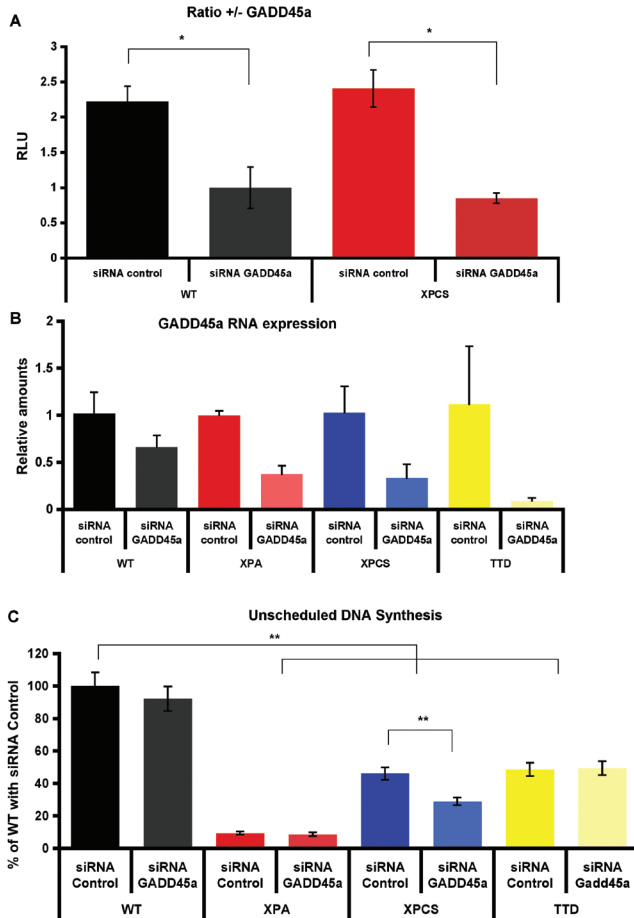 A
Ratio +/- GADD45a
*
*
3
2.5
2
1.5
1
0.5
RLU
siRNA control
siRNA GADD45a
siRNA control
siRNA GADD45a
WT
XPCS
B
GADD45a RNA expression
2
1.5
1
0.5
0
Relative amounts
siRNA control
siRNA GADD45a
siRNA control
siRNA GADD45a
siRNA control
siRNA GADD45a
siRNA control
siRNA GADD45a
WT
XPA
XPCS
TTD
C
Unscheduled DNA Synthesis
**
**
120
100
80
60
40
20
0
% of WT with siRNA Control
siRNA Control
siRNA GADD45a
siRNA Control
siRNA GADD45a
siRNA Control
siRNA GADD45a
siRNA Control
siRNA Gadd45a
WT
XPA
XPCS
TTD